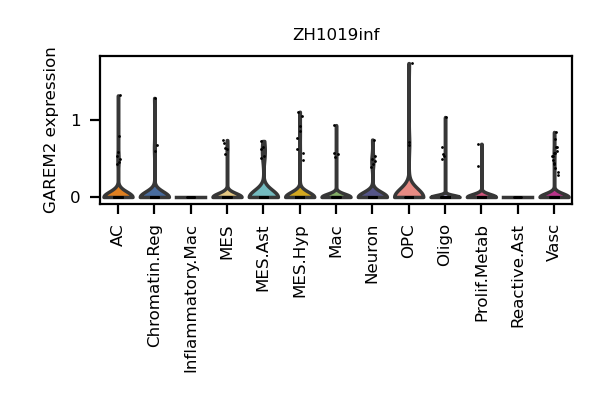 ZH1019inf
GAREM2 expression
1
0
AC
Chromatin.Reg
Inflammatory.Mac
MES
MES.Ast
MES.Hyp
Mac
Neuron
OPC
Oligo
Prolif.Metab
Reactive.Ast
Vasc